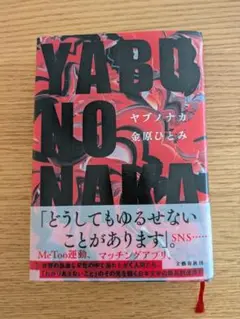 YABU
NO
NAKA
ヤブノナカ
金原ひとみ
「どうしてもゆるせない
ことがあります」。
SNS……
MeToo運動、マッチングアプリ、
文藝春秋刊